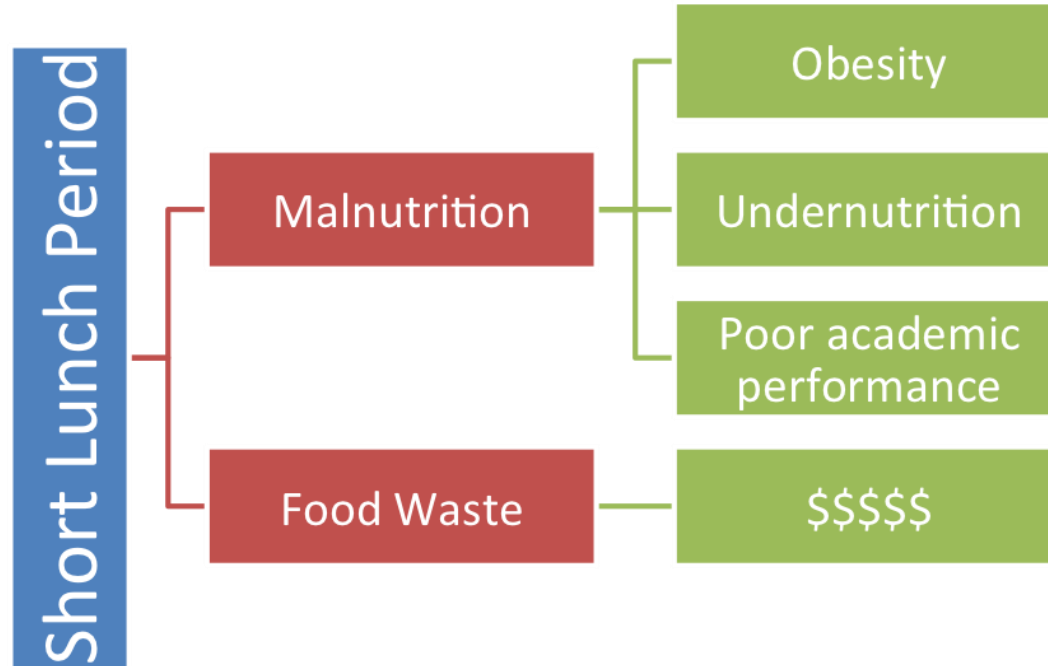 Short Lunch Period
Malnutrition
Food Waste
Obesity
Undernutrition
Poor academic
performance
$$$$$